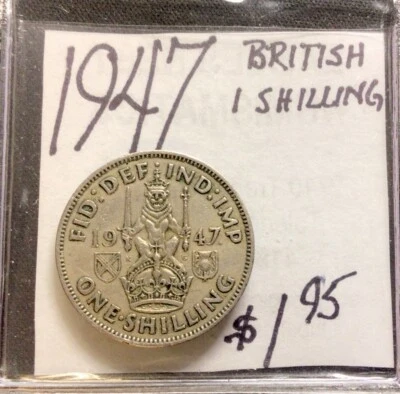 1947
BRITISH
1 SHILLING
FID: DEF IND: IMP
19 47
ONE·SHILLING
$1.95